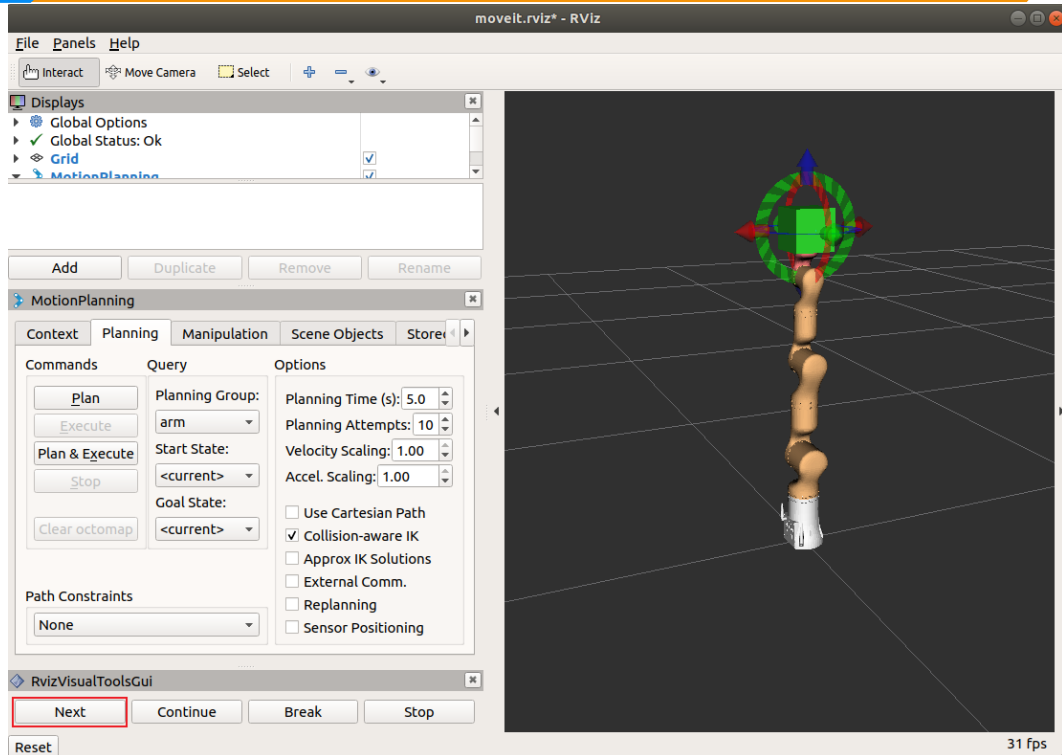 moveit.rviz* - RViz
File Panels Help
Interact Move Camera Select
Displays
Global Options
Global Status: Ok
Grid
MotionPlanning
Add Duplicate Remove Rename
MotionPlanning
Context Planning Manipulation Scene Objects Store
Commands Query Options
Plan Planning Group: Planning Time (s): 5.0
Execute arm Planning Attempts: 10
Plan & Execute Start State: Velocity Scaling: 1.00
Stop <current> Accel. Scaling: 1.00
Goal State:
Use Cartesian Path
Clear octomap <current> Collision-aware IK
Approx IK Solutions
External Comm.
Path Constraints Replanning
None Sensor Positioning
RvizVisualToolsGui
Next Continue Break Stop
Reset 31 fps